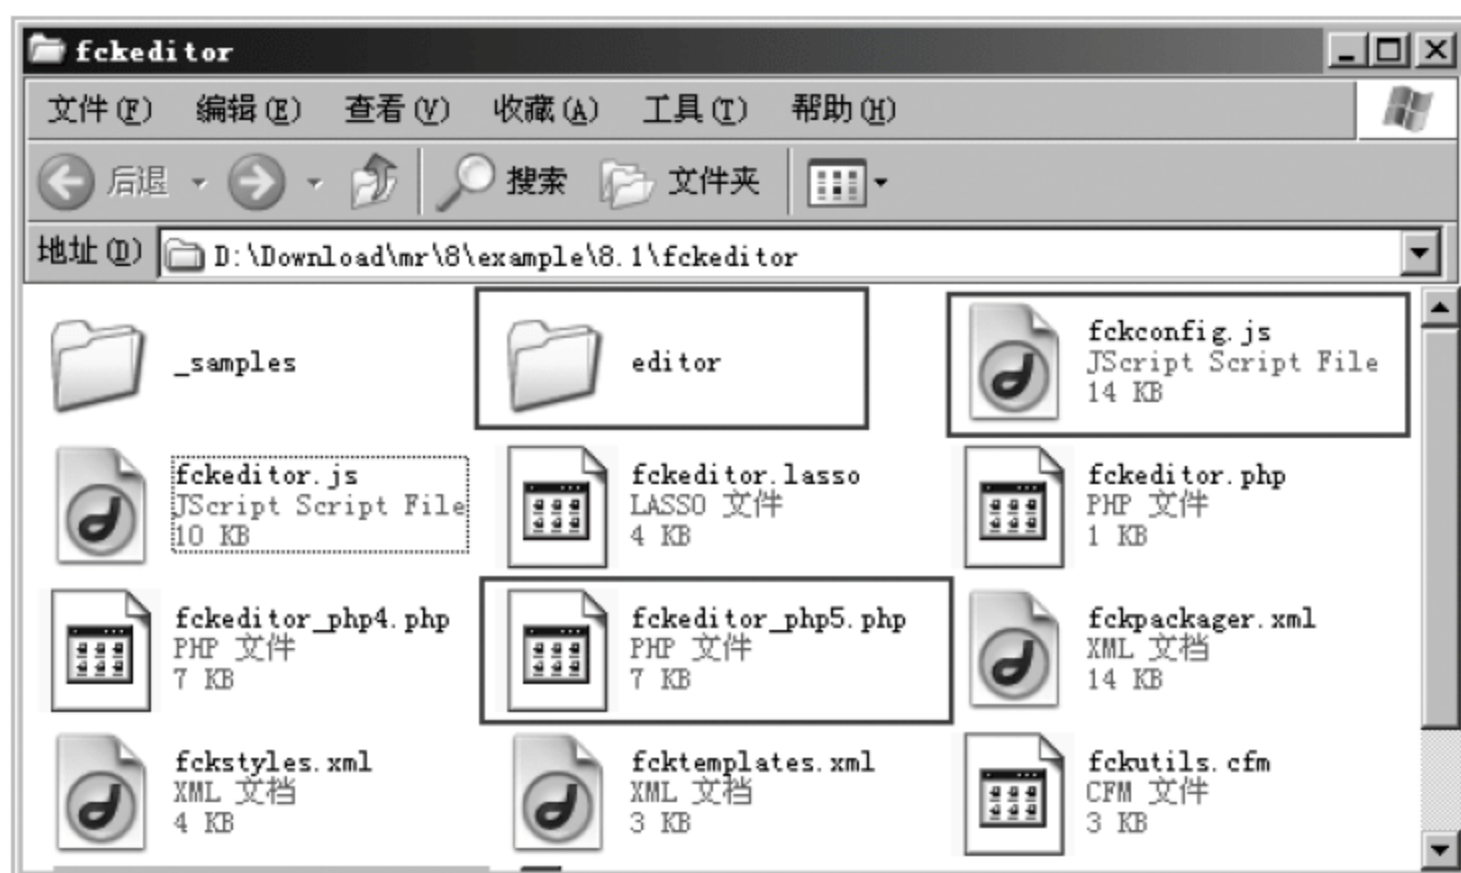 fckeditor
文件(F) 编辑(E) 查看(V) 收藏(A) 工具(T) 帮助(H)
后退 搜索 文件夹
地址(D) D:\Download\mr\8\example\8.1\fckeditor
_samples
editor
fckconfig.js
JScript Script File
14 KB
fckeditor.js
JScript Script File
10 KB
fckeditor.lasso
LASSO 文件
4 KB
fckeditor.php
PHP 文件
1 KB
fckeditor_php4.php
PHP 文件
7 KB
fckeditor_php5.php
PHP 文件
7 KB
fckpackager.xml
XML 文档
14 KB
fckstyles.xml
XML 文档
4 KB
fcktemplates.xml
XML 文档
3 KB
fckutils.cfm
CFM 文件
3 KB